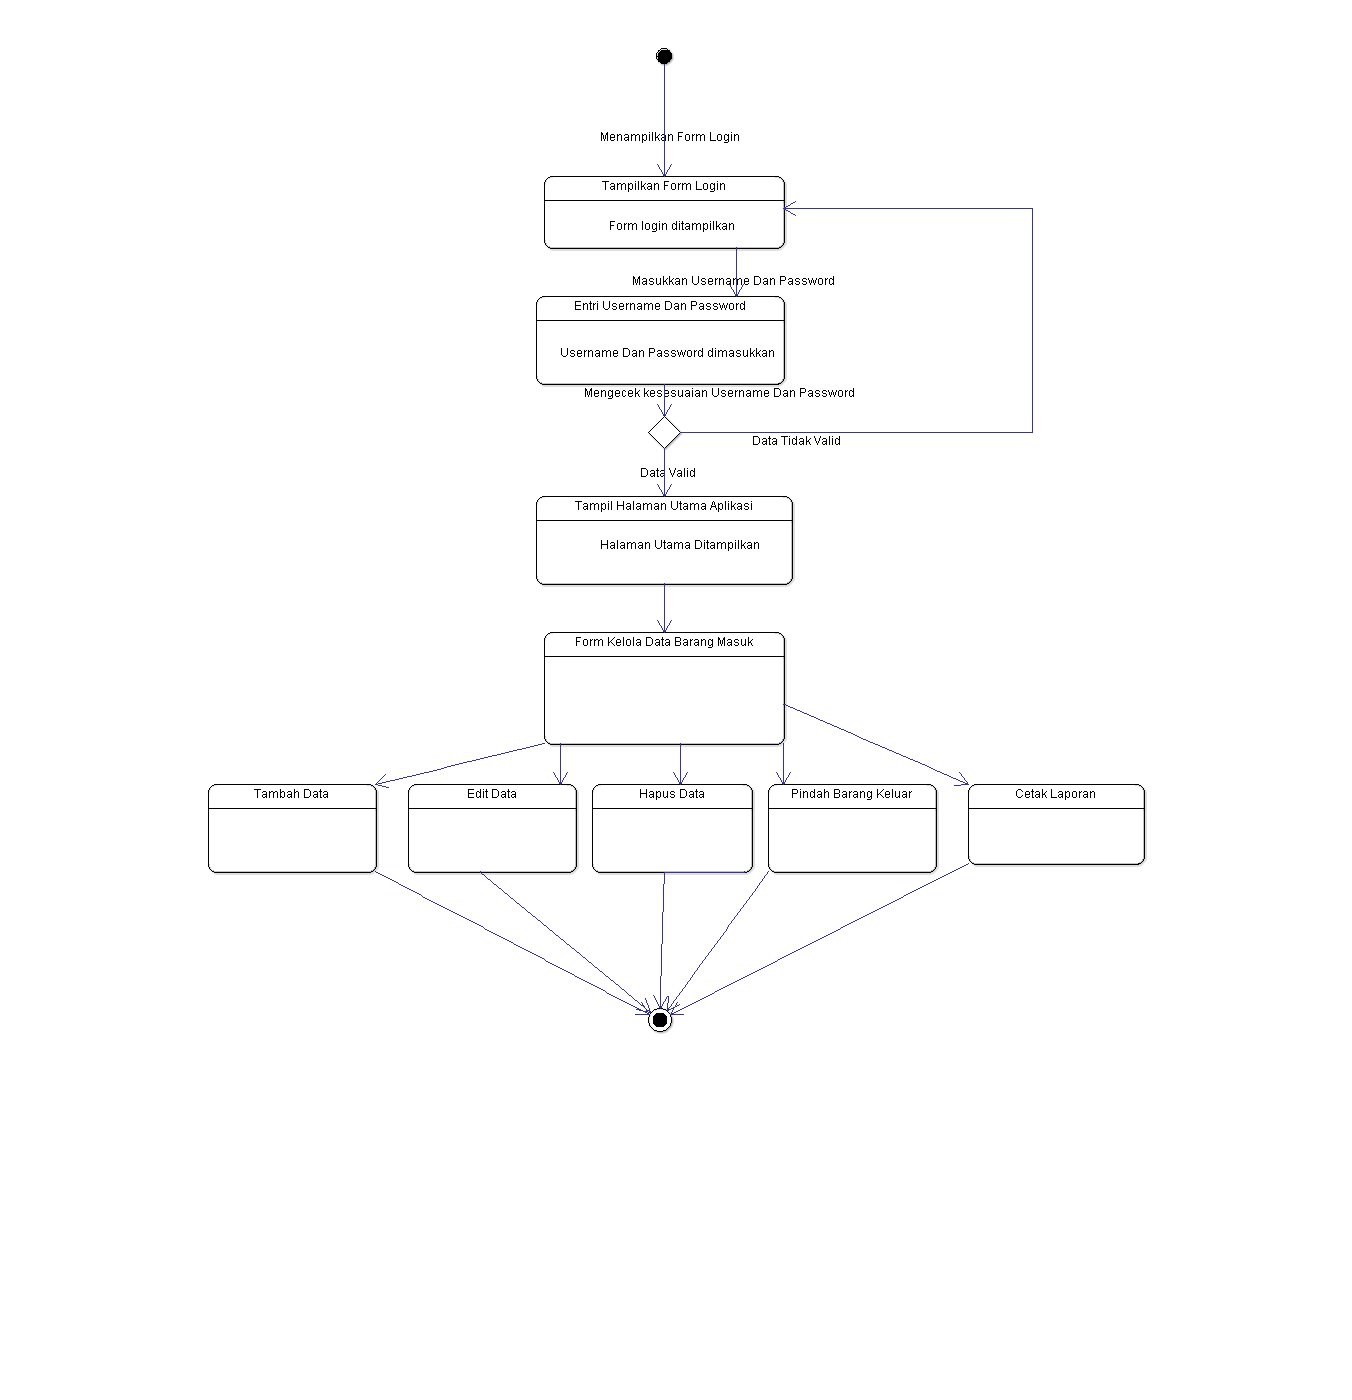 Menampilkan Form Login
Tampilkan Form Login
Form login ditampilkan
Masukkan Username Dan Password
Entri Username Dan Password
Username Dan Password dimasukkan
Mengecek kesesuaian Username Dan Password
Data Tidak Valid
Data Valid
Tampil Halaman Utama Aplikasi
Halaman Utama Ditampilkan
Form Kelola Data Barang Masuk
Tambah Data
Edit Data
Hapus Data
Pindah Barang Keluar
Cetak Laporan